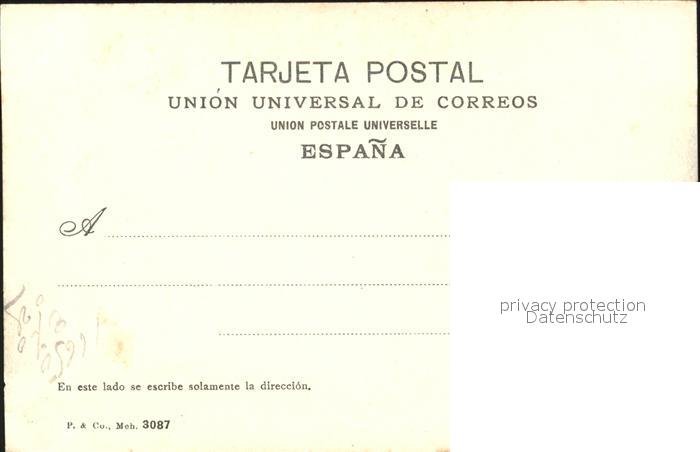 TARJETA POSTAL
UNIÓN UNIVERSAL DE CORREOS
UNION POSTALE UNIVERSELLE
ESPAÑA
A
privacy protection
Datenschutz
En este lado se escribe solamente la dirección.
P. & Co., Meh. 3087